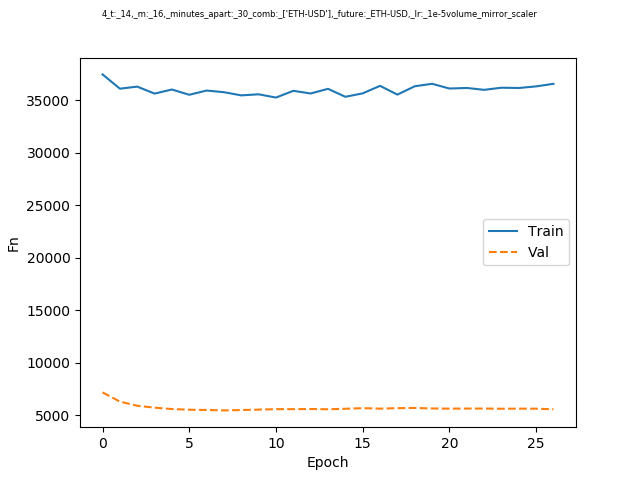 4_t:_14,_m:_16,_minutes_apart:_30_comb:_['ETH-USD'],_future:_ETH-USD,_lr:_1e-5volume_mirror_scaler
35000
30000
25000
20000
15000
10000
5000
Fn
Train
Val
0 5 10 15 20 25
Epoch